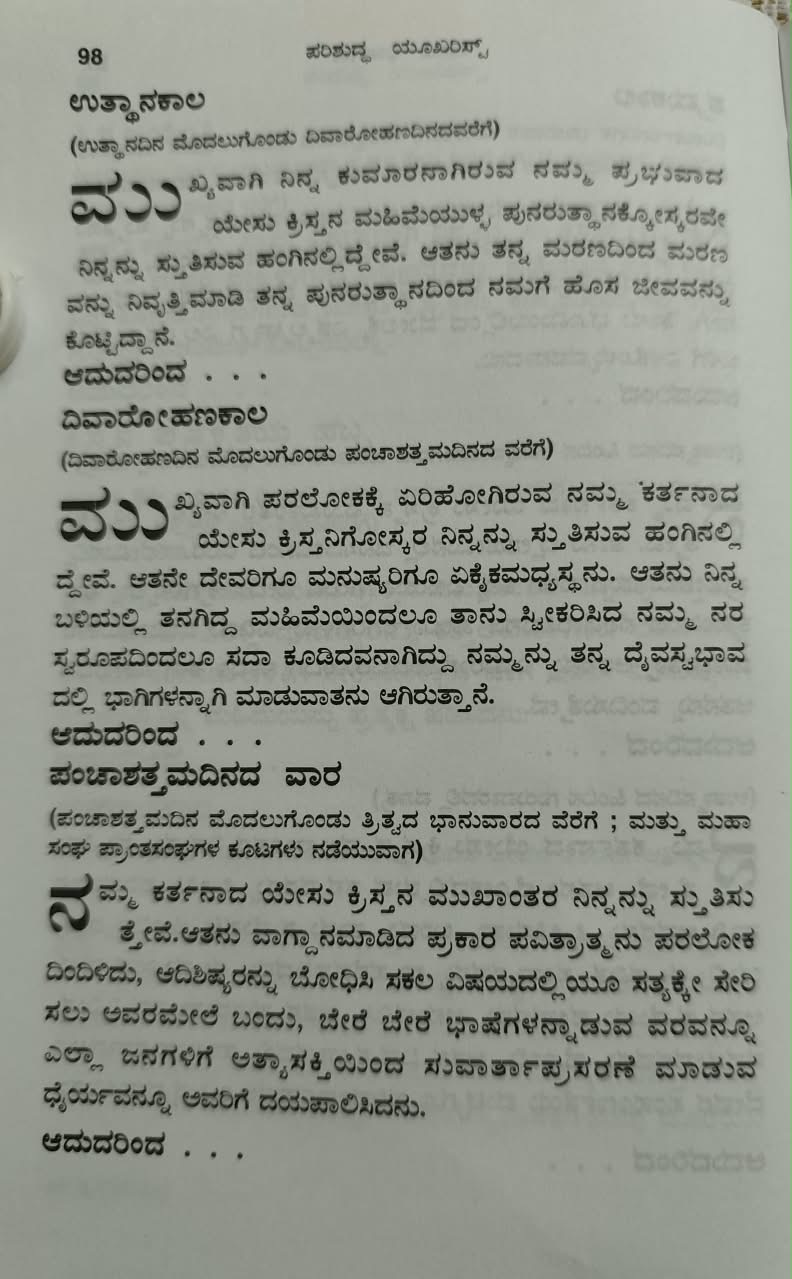 98 ಪರಿಶುದ್ಧ ಯೂಖರಿಸ್ಟ್
ಉತ್ಥಾನಕಾಲ
(ಉತ್ಥಾನದಿನ ಮೊದಲುಗೊಂಡು ದಿವಾರೋಹಣದಿನದವರೆಗೆ)
ಮುಖ್ಯವಾಗಿ ನಿನ್ನ ಕುಮಾರನಾಗಿರುವ ನಮ್ಮ ಪ್ರಭುವಾದ
ಯೇಸು ಕ್ರಿಸ್ತನ ಮಹಿಮೆಯುಳ್ಳ ಪುನರುತ್ಥಾನಕ್ಕೋಸ್ಕರವೇ
ನಿನ್ನನ್ನು ಸ್ತುತಿಸುವ ಹಂಗಿನಲ್ಲಿದ್ದೇವೆ. ಆತನು ತನ್ನ ಮರಣದಿಂದ ಮರಣ
ವನ್ನು ನಿವೃತ್ತಿಮಾಡಿ ತನ್ನ ಪುನರುತ್ಥಾನದಿಂದ ನಮಗೆ ಹೊಸ ಜೀವವನ್ನು
ಕೊಟ್ಟಿದ್ದಾನೆ.
ಆದುದರಿಂದ . . .
ದಿವಾರೋಹಣಕಾಲ
(ದಿವಾರೋಹಣದಿನ ಮೊದಲುಗೊಂಡು ಪಂಚಾಶತ್ತಮದಿನದ ವರೆಗೆ)
ಮುಖ್ಯವಾಗಿ ಪರಲೋಕಕ್ಕೆ ಏರಿಹೋಗಿರುವ ನಮ್ಮ ಕರ್ತನಾದ
ಯೇಸು ಕ್ರಿಸ್ತನಿಗೋಸ್ಕರ ನಿನ್ನನ್ನು ಸ್ತುತಿಸುವ ಹಂಗಿನಲ್ಲಿ
ದ್ದೇವೆ. ಆತನೇ ದೇವರಿಗೂ ಮನುಷ್ಯರಿಗೂ ಏಕೈಕಮಧ್ಯಸ್ಥನು. ಆತನು ನಿನ್ನ
ಬಳಿಯಲ್ಲಿ ತನಗಿದ್ದ ಮಹಿಮೆಯಿಂದಲೂ ತಾನು ಸ್ವೀಕರಿಸಿದ ನಮ್ಮ ನರ
ಸ್ವರೂಪದಿಂದಲೂ ಸದಾ ಕೂಡಿದವನಾಗಿದ್ದು ನಮ್ಮನ್ನು ತನ್ನ ದೈವಸ್ವಭಾವ
ದಲ್ಲಿ ಭಾಗಿಗಳನ್ನಾಗಿ ಮಾಡುವಾತನು ಆಗಿರುತ್ತಾನೆ.
ಆದುದರಿಂದ . . .
ಪಂಚಾಶತ್ತಮದಿನದ ವಾರ
(ಪಂಚಾಶತ್ತಮದಿನ ಮೊದಲುಗೊಂಡು ತ್ರಿತ್ವದ ಭಾನುವಾರದ ವೆರೆಗೆ ; ಮತ್ತು ಮಹಾ
ಸಂಘ ಪ್ರಾಂತಸಂಘಗಳ ಕೂಟಗಳು ನಡೆಯುವಾಗ)
ನಮ್ಮ ಕರ್ತನಾದ ಯೇಸು ಕ್ರಿಸ್ತನ ಮುಖಾಂತರ ನಿನ್ನನ್ನು ಸ್ತುತಿಸು
ತ್ತೇವೆ.ಆತನು ವಾಗ್ದಾನಮಾಡಿದ ಪ್ರಕಾರ ಪವಿತ್ರಾತ್ಮನು ಪರಲೋಕ
ದಿಂದಿಳಿದು, ಆದಿಶಿಷ್ಯರನ್ನು ಬೋಧಿಸಿ ಸಕಲ ವಿಷಯದಲ್ಲಿಯೂ ಸತ್ಯಕ್ಕೇ ಸೇರಿ
ಸಲು ಅವರಮೇಲೆ ಬಂದು, ಬೇರೆ ಬೇರೆ ಭಾಷೆಗಳನ್ನಾಡುವ ವರವನ್ನೂ
ಎಲ್ಲಾ ಜನಗಳಿಗೆ ಅತ್ಯಾಸಕ್ತಿಯಿಂದ ಸುವಾರ್ತಾಪ್ರಸರಣೆ ಮಾಡುವ
ಧೈರ್ಯವನ್ನೂ ಅವರಿಗೆ ದಯಪಾಲಿಸಿದನು.
ಆದುದರಿಂದ . . .